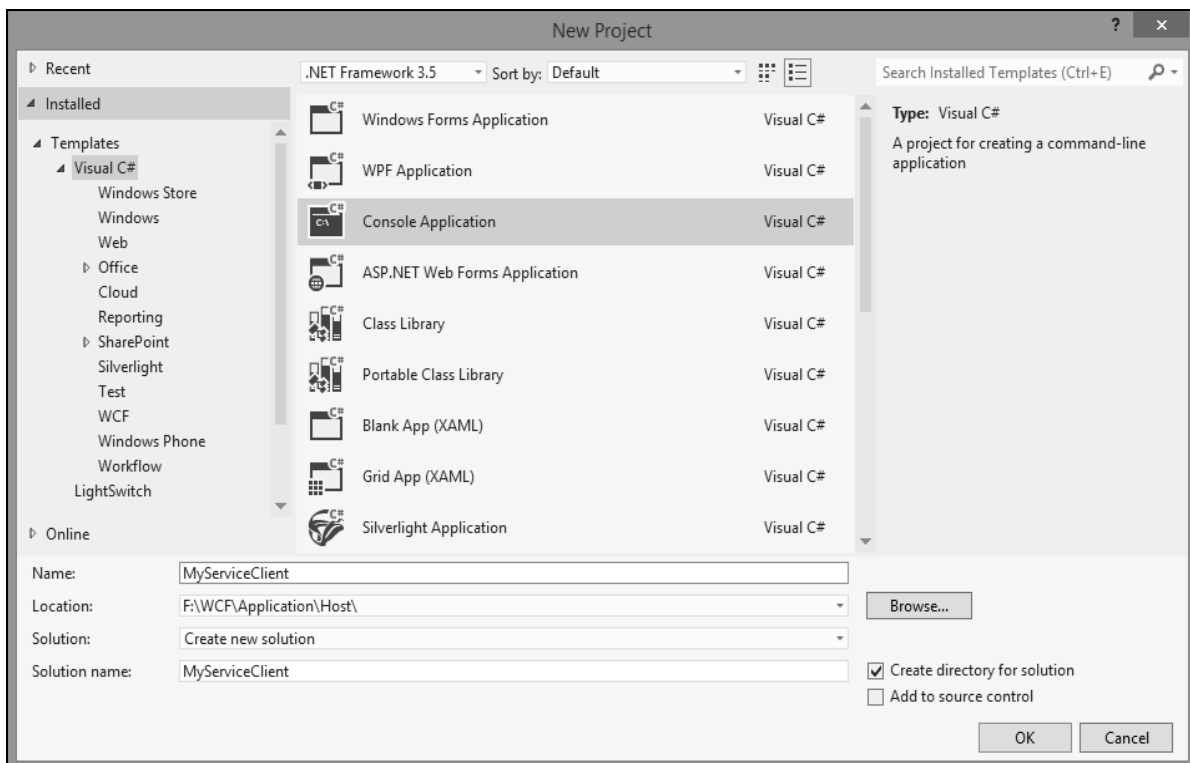 New Project ? ×
Recent
.NET Framework 3.5 Sort by: Default
Search Installed Templates (Ctrl+E)
Installed
Templates
Visual C#
Windows Store
Windows
Web
Office
Cloud
Reporting
SharePoint
Silverlight
Test
WCF
Windows Phone
Workflow
LightSwitch
Online
C# Windows Forms Application Visual C#
C# WPF Application Visual C#
C# C:\ Console Application Visual C#
C# ASP.NET Web Forms Application Visual C#
C# Class Library Visual C#
C# Portable Class Library Visual C#
C# Blank App (XAML) Visual C#
C# Grid App (XAML) Visual C#
C# Silverlight Application Visual C#
Type: Visual C#
A project for creating a command-line
application
Name: MyServiceClient
Location: F:\WCF\Application\Host\ Browse...
Solution: Create new solution
Solution name: MyServiceClient
Create directory for solution
Add to source control
OK Cancel